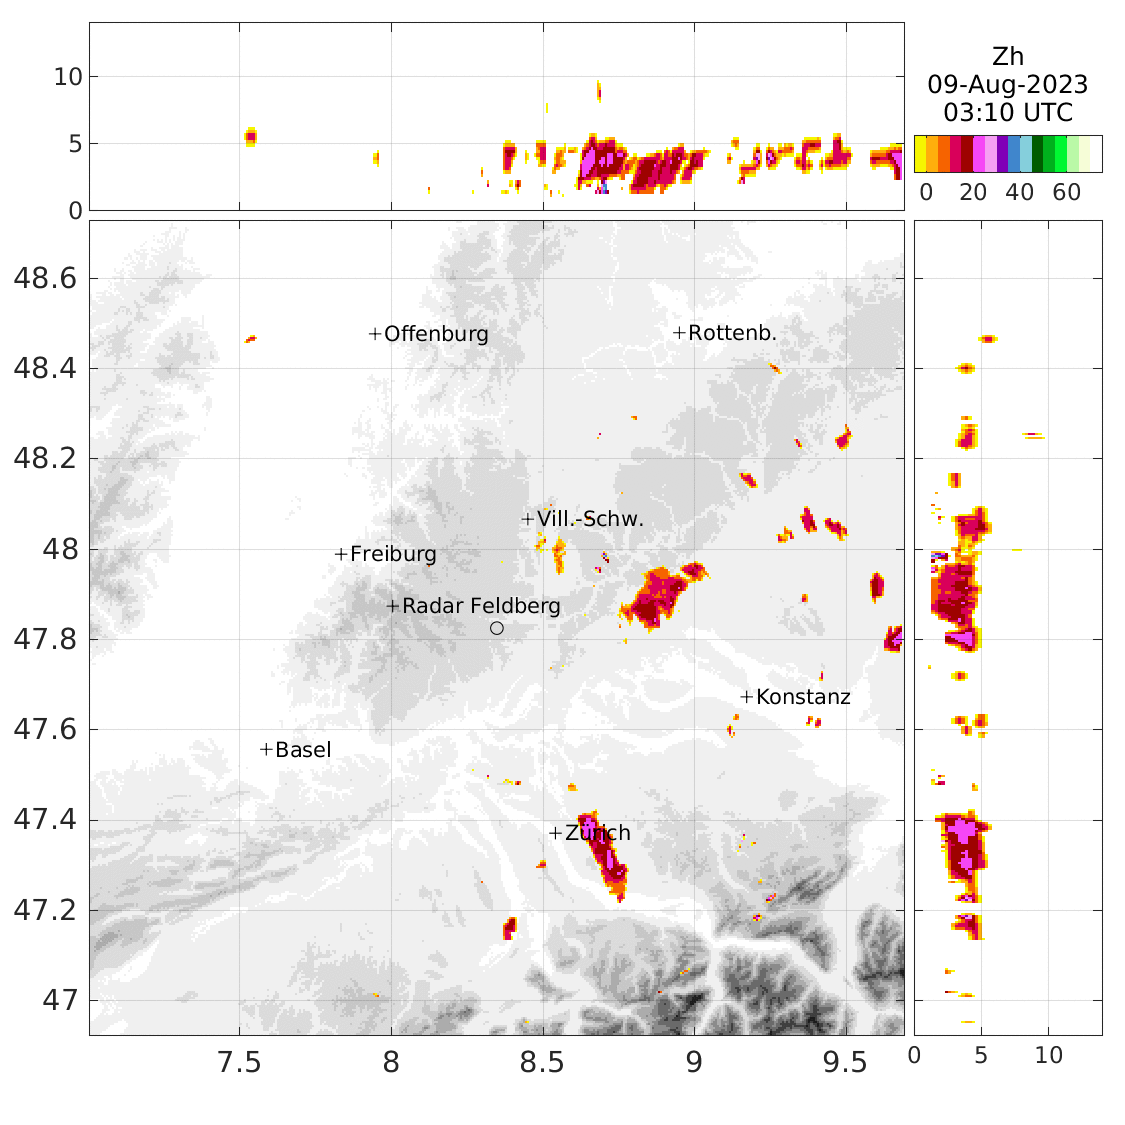 10
5
0
Zh
09-Aug-2023
03:10 UTC
0 20 40 60
48.6
48.4
48.2
48
47.8
47.6
47.4
47.2
47
Offenburg
Rottenb.
Vill.-Schw.
Freiburg
Radar Feldberg
Konstanz
Basel
Zürich
7.5 8 8.5 9 9.5
0 5 10